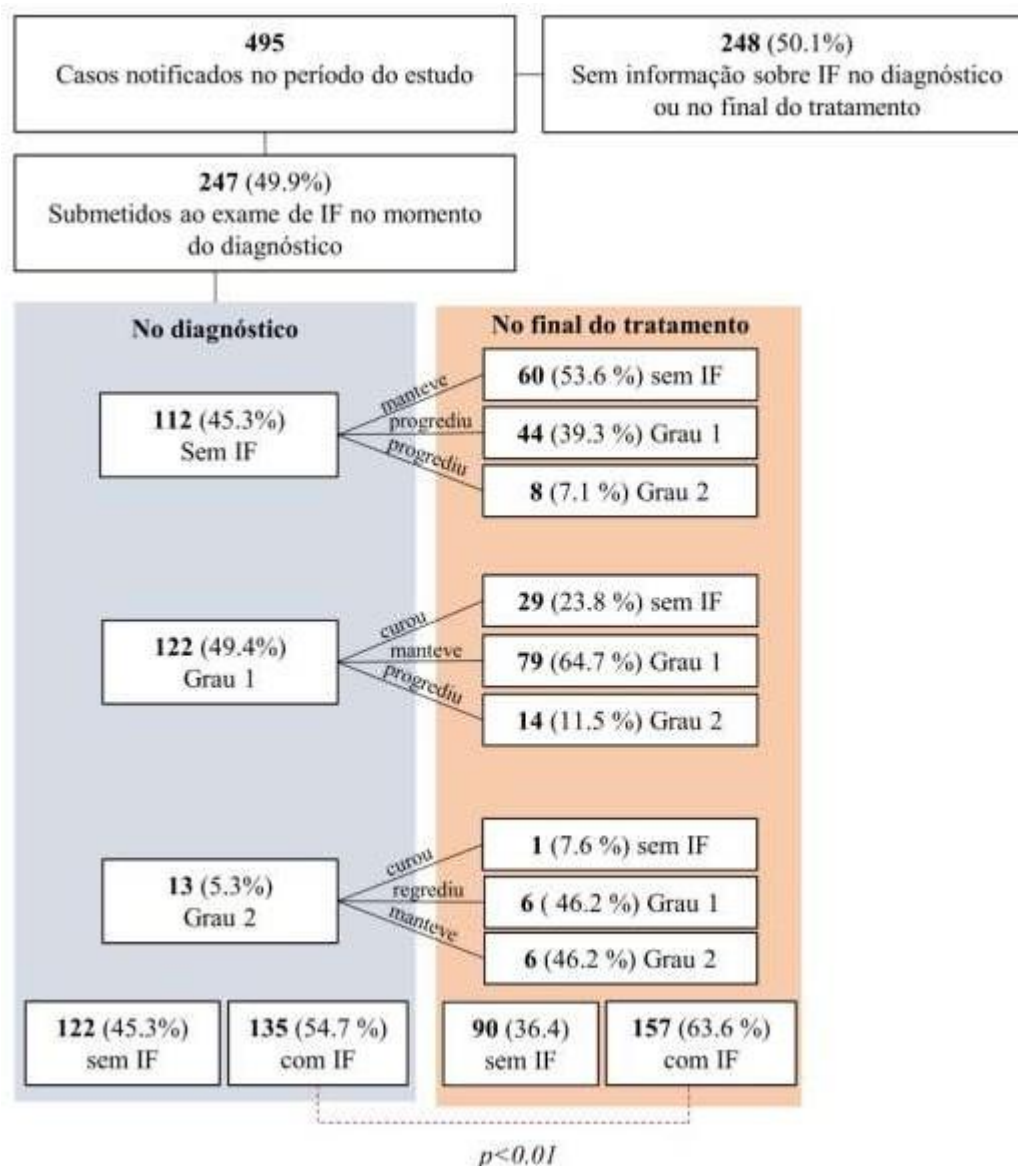 495
Casos notificados no período do estudo
248 (50.1%)
Sem informação sobre IF no diagnóstico
ou no final do tratamento
247 (49.9%)
Submetidos ao exame de IF no momento
do diagnóstico
No diagnóstico
No final do tratamento
112 (45.3%)
Sem IF
manteve
progrediu
progrediu
60 (53.6 %) sem IF
44 (39.3 %) Grau 1
8 (7.1 %) Grau 2
122 (49.4%)
Grau 1
curou
manteve
progrediu
29 (23.8 %) sem IF
79 (64.7 %) Grau 1
14 (11.5 %) Grau 2
13 (5.3%)
Grau 2
curou
regrediu
manteve
1 (7.6 %) sem IF
6 ( 46.2 %) Grau 1
6 (46.2 %) Grau 2
122 (45.3%)
sem IF
135 (54.7 %)
com IF
90 (36.4)
sem IF
157 (63.6 %)
com IF
p<0,01